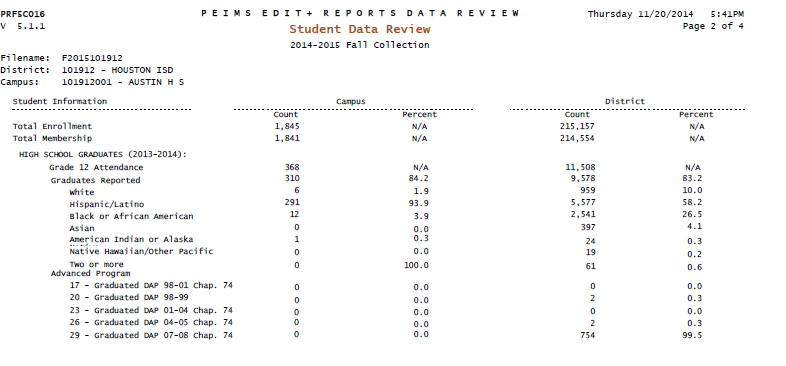 PRF5C016 PEIMS EDIT+ REPORTS DATA REVIEW Thursday 11/20/2014 5:41PM
V 5.1.1 Student Data Review Page 2 of 4
2014-2015 Fall Collection
Filename: F2015101912
District: 101912 - HOUSTON ISD
Campus: 101912001 - AUSTIN H S
Student Information Campus District
Count Percent Count Percent
Total Enrollment 1,845 N/A 215,157 N/A
Total Membership 1,841 N/A 214,554 N/A
HIGH SCHOOL GRADUATES (2013-2014):
Grade 12 Attendance 368 N/A 11,508 N/A
Graduates Reported 310 84.2 9,578 83.2
White 6 1.9 959 10.0
Hispanic/Latino 291 93.9 5,577 58.2
Black or African American 12 3.9 2,541 26.5
Asian 0 0.0 397 4.1
American Indian or Alaska 1 0.3 24 0.3
Native Hawaiian/Other Pacific 0 0.0 19 0.2
Two or more 0 100.0 61 0.6
Advanced Program
17 - Graduated DAP 98-01 Chap. 74 0 0.0 0 0.0
20 - Graduated DAP 98-99 0 0.0 2 0.3
23 - Graduated DAP 01-04 Chap. 74 0 0.0 0 0.0
26 - Graduated DAP 04-05 Chap. 74 0 0.0 2 0.3
29 - Graduated DAP 07-08 Chap. 74 0 0.0 754 99.5